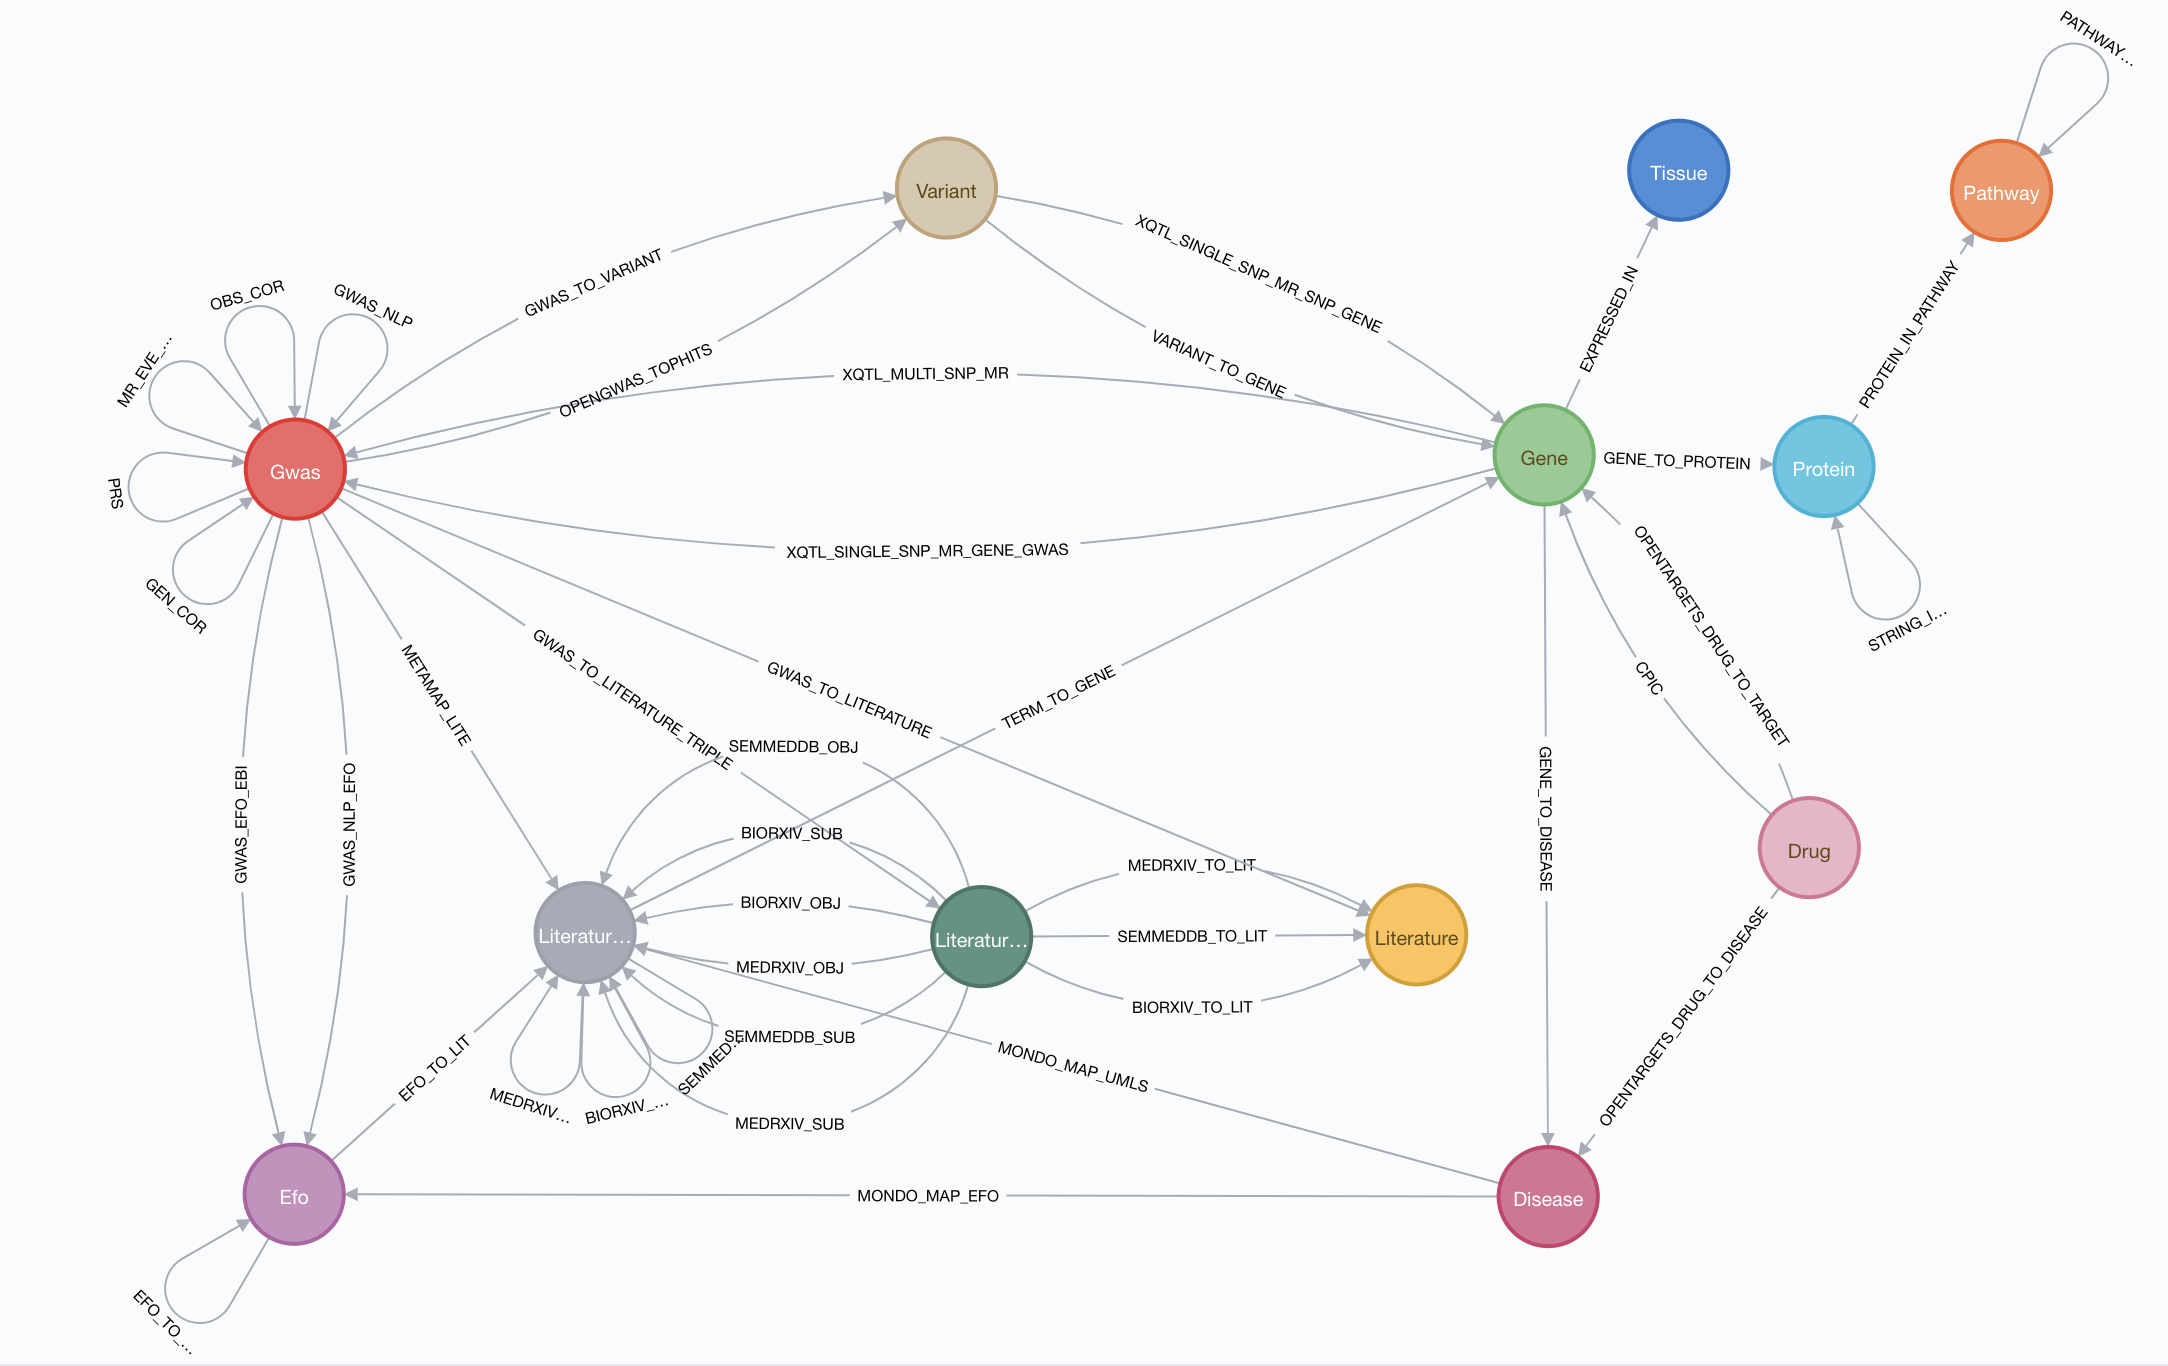 PATHWAY…
Variant
Tissue
Pathway
XQTL_SINGLE_SNP_MR_SNP_GENE
GWAS_TO_VARIANT
OBS_COR
GWAS_NLP
EXPRESSED_IN
PROTEIN_IN_PATHWAY
MR_EVE_…
OPENGWAS_TOPHITS
XQTL_MULTI_SNP_MR
VARIANT_TO_GENE
Gwas
Gene
GENE_TO_PROTEIN
Protein
PRS
XQTL_SINGLE_SNP_MR_GENE_GWAS
GEN_COR
STRING_I…
OPENTARGETS_DRUG_TO_TARGET
CPIC
METAMAP_LITE
GWAS_TO_LITERATURE_TRIPLE
GWAS_TO_LITERATURE
TERM_TO_GENE
SEMMEDDB_OBJ
GWAS_EFO_EBI
GWAS_NLP_EFO
BIORXIV_SUB
GENE_TO_DISEASE
Drug
MEDRXIV_TO_LIT
BIORXIV_OBJ
Literatur…
Literatur…
SEMMEDDB_TO_LIT
Literature
MEDRXIV_OBJ
BIORXIV_TO_LIT
OPENTARGETS_DRUG_TO_DISEASE
SEMMEDDB_SUB
SEMMED…
EFO_TO_LIT
MONDO_MAP_UMLS
MEDRXIV…
BIORXIV_…
MEDRXIV_SUB
Efo
MONDO_MAP_EFO
Disease
EFO_TO_…